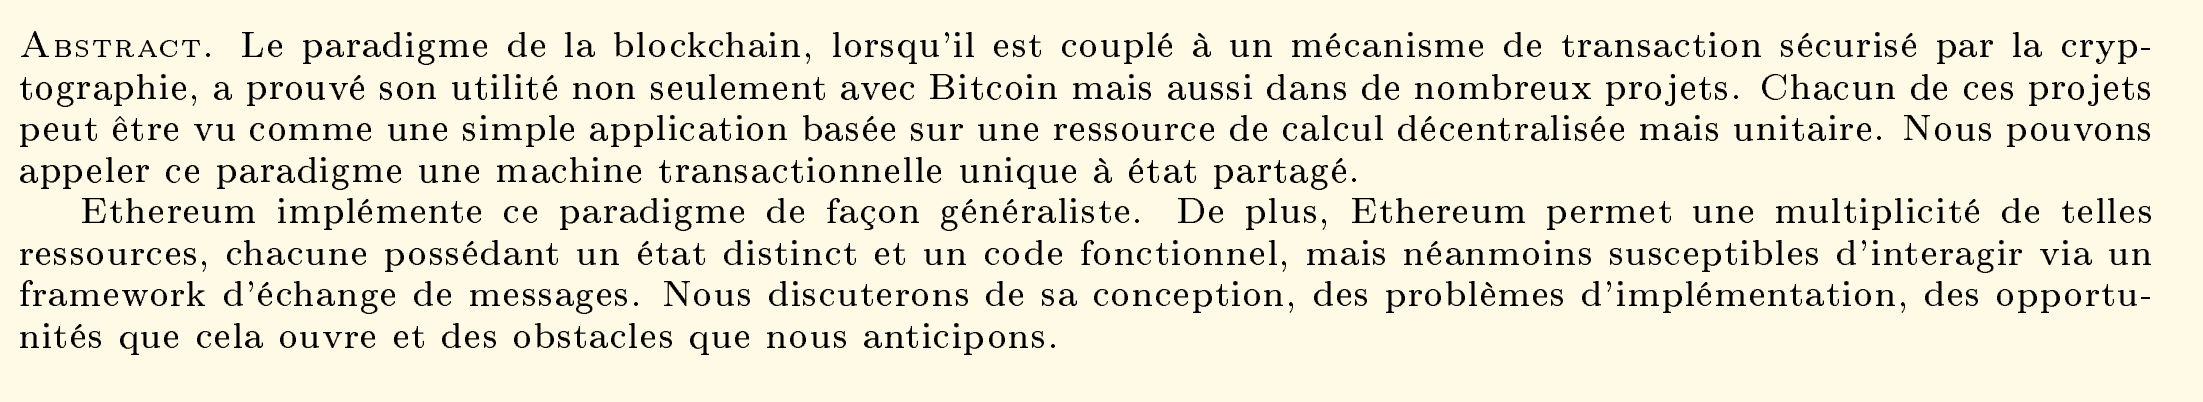 ABSTRACT. Le paradigme de la blockchain, lorsqu'il est couplé à un mécanisme de transaction sécurisé par la cryp-
tographie, a prouvé son utilité non seulement avec Bitcoin mais aussi dans de nombreux projets. Chacun de ces projets
peut être vu comme une simple application basée sur une ressource de calcul décentralisée mais unitaire. Nous pouvons
appeler ce paradigme une machine transactionnelle unique à état partagé.
Ethereum implémente ce paradigme de façon généraliste. De plus, Ethereum permet une multiplicité de telles
ressources, chacune possédant un état distinct et un code fonctionnel, mais néanmoins susceptibles d'interagir via un
framework d'échange de messages. Nous discuterons de sa conception, des problèmes d'implémentation, des opportu-
nités que cela ouvre et des obstacles que nous anticipons.